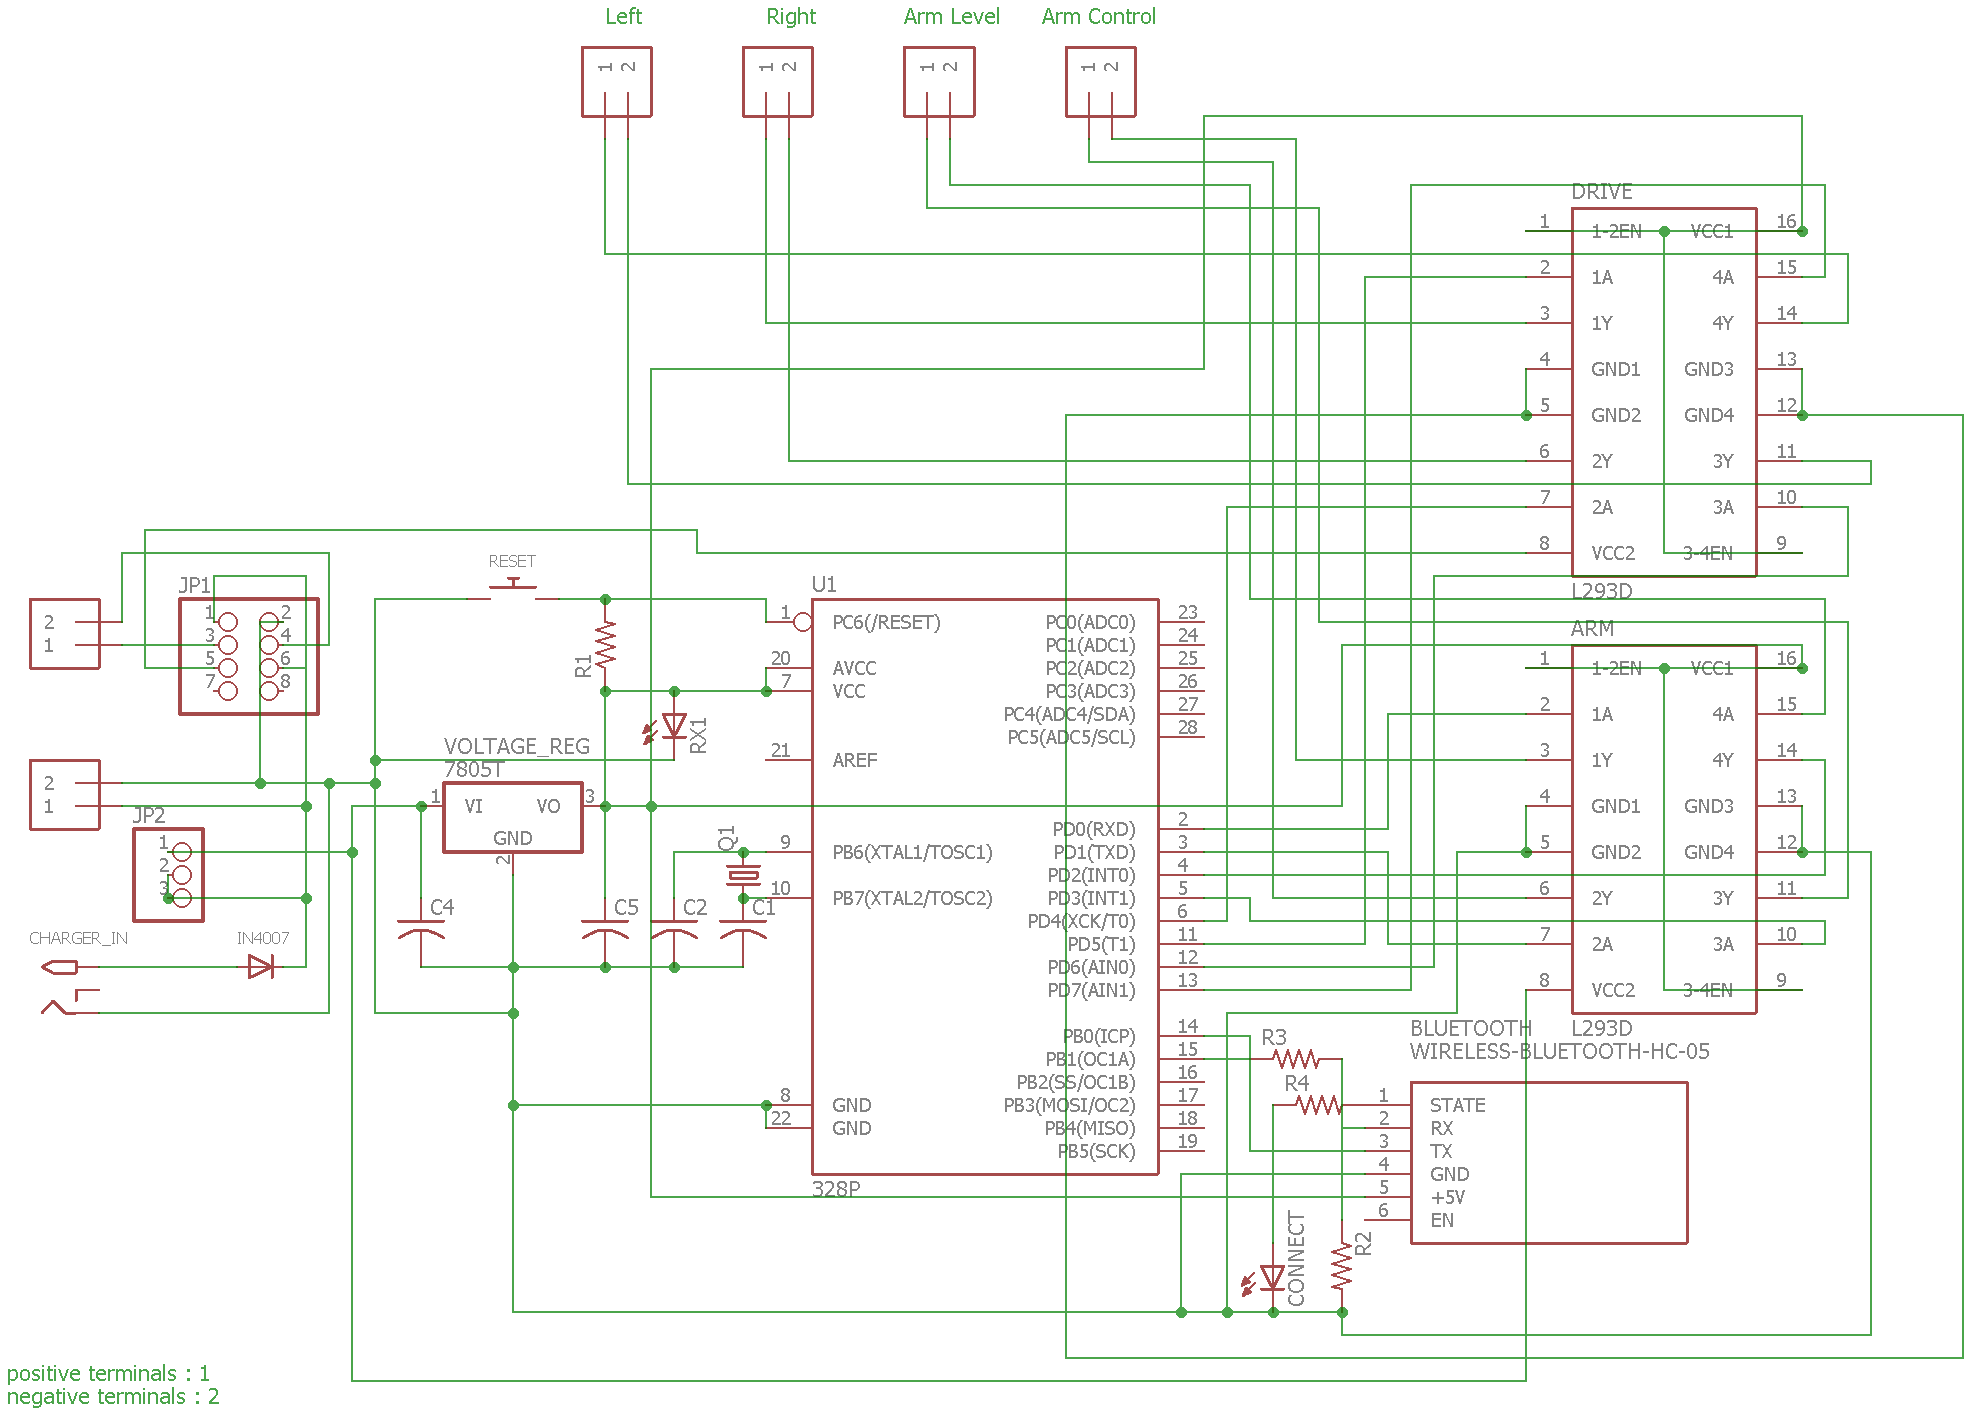 Left Right Arm Level Arm Control
1 2 1 2 1 2 1 2
DRIVE
1 1-2EN VCC1 16
2 1A 4A 15
3 1Y 4Y 14
4 GND1 GND3 13
5 GND2 GND4 12
6 2Y 3Y 11
7 2A 3A 10
8 VCC2 3-4EN 9
L293D
ARM
1 1-2EN VCC1 16
2 1A 4A 15
3 1Y 4Y 14
4 GND1 GND3 13
5 GND2 GND4 12
6 2Y 3Y 11
7 2A 3A 10
8 VCC2 3-4EN 9
L293D
RESET
JP1
1 2
3 4
5 6
7 8
2
1
2
1
JP2
1
2
3
CHARGER_IN
IN4007
VOLTAGE_REG
7805T
1 VI VO 3
GND
2
R1
RX1
Q1
C4
C5
C2
C1
U1
1 PC6(/RESET)
20 AVCC
7 VCC
21 AREF
9 PB6(XTAL1/TOSC1)
10 PB7(XTAL2/TOSC2)
8 GND
22 GND
PC0(ADC0) 23
PC1(ADC1) 24
PC2(ADC2) 25
PC3(ADC3) 26
PC4(ADC4/SDA) 27
PC5(ADC5/SCL) 28
PD0(RXD) 2
PD1(TXD) 3
PD2(INT0) 4
PD3(INT1) 5
PD4(XCK/T0) 6
PD5(T1) 11
PD6(AIN0) 12
PD7(AIN1) 13
PB0(ICP) 14
PB1(OC1A) 15
PB2(SS/OC1B) 16
PB3(MOSI/OC2) 17
PB4(MISO) 18
PB5(SCK) 19
328P
R3
R4
BLUETOOTH
WIRELESS-BLUETOOTH-HC-05
1 STATE
2 RX
3 TX
4 GND
5 +5V
6 EN
CONNECT
R2
positive terminals : 1
negative terminals : 2